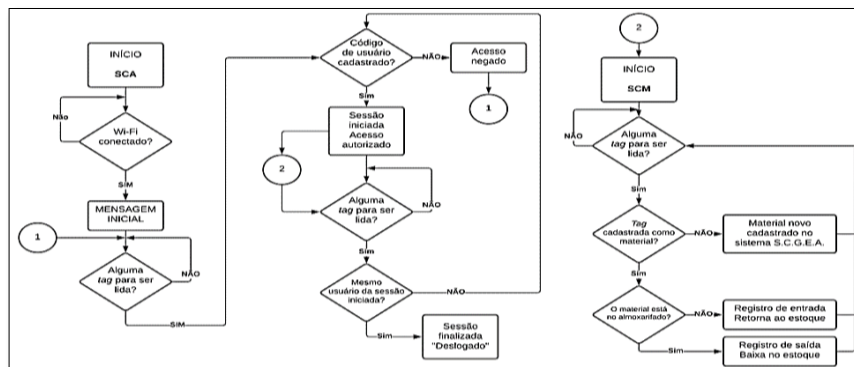 INÍCIO
SCA
Não
Wi-Fi
conectado?
SIM
MENSAGEM
INICIAL
1
Alguma
tag para ser
lida?
NÃO
SIM
Código
de usuário
cadastrado?
NÃO
Acesso
negado
1
Sim
Sessão
iniciada
Acesso
autorizado
2
Alguma
tag para ser
lida?
NÃO
Sim
Mesmo
usuário da sessão
iniciada?
NÃO
Sim
Sessão
finalizada
"Deslogado"
2
INÍCIO
SCM
NÃO
Alguma
tag para ser
lida?
Sim
Tag
cadastrada como
material?
NÃO
Material novo
cadastrado no
sistema S.C.G.E.A.
Sim
O material está
no almoxarifado?
NÃO
Registro de entrada
Retorna ao estoque
Sim
Registro de saída
Baixa no estoque